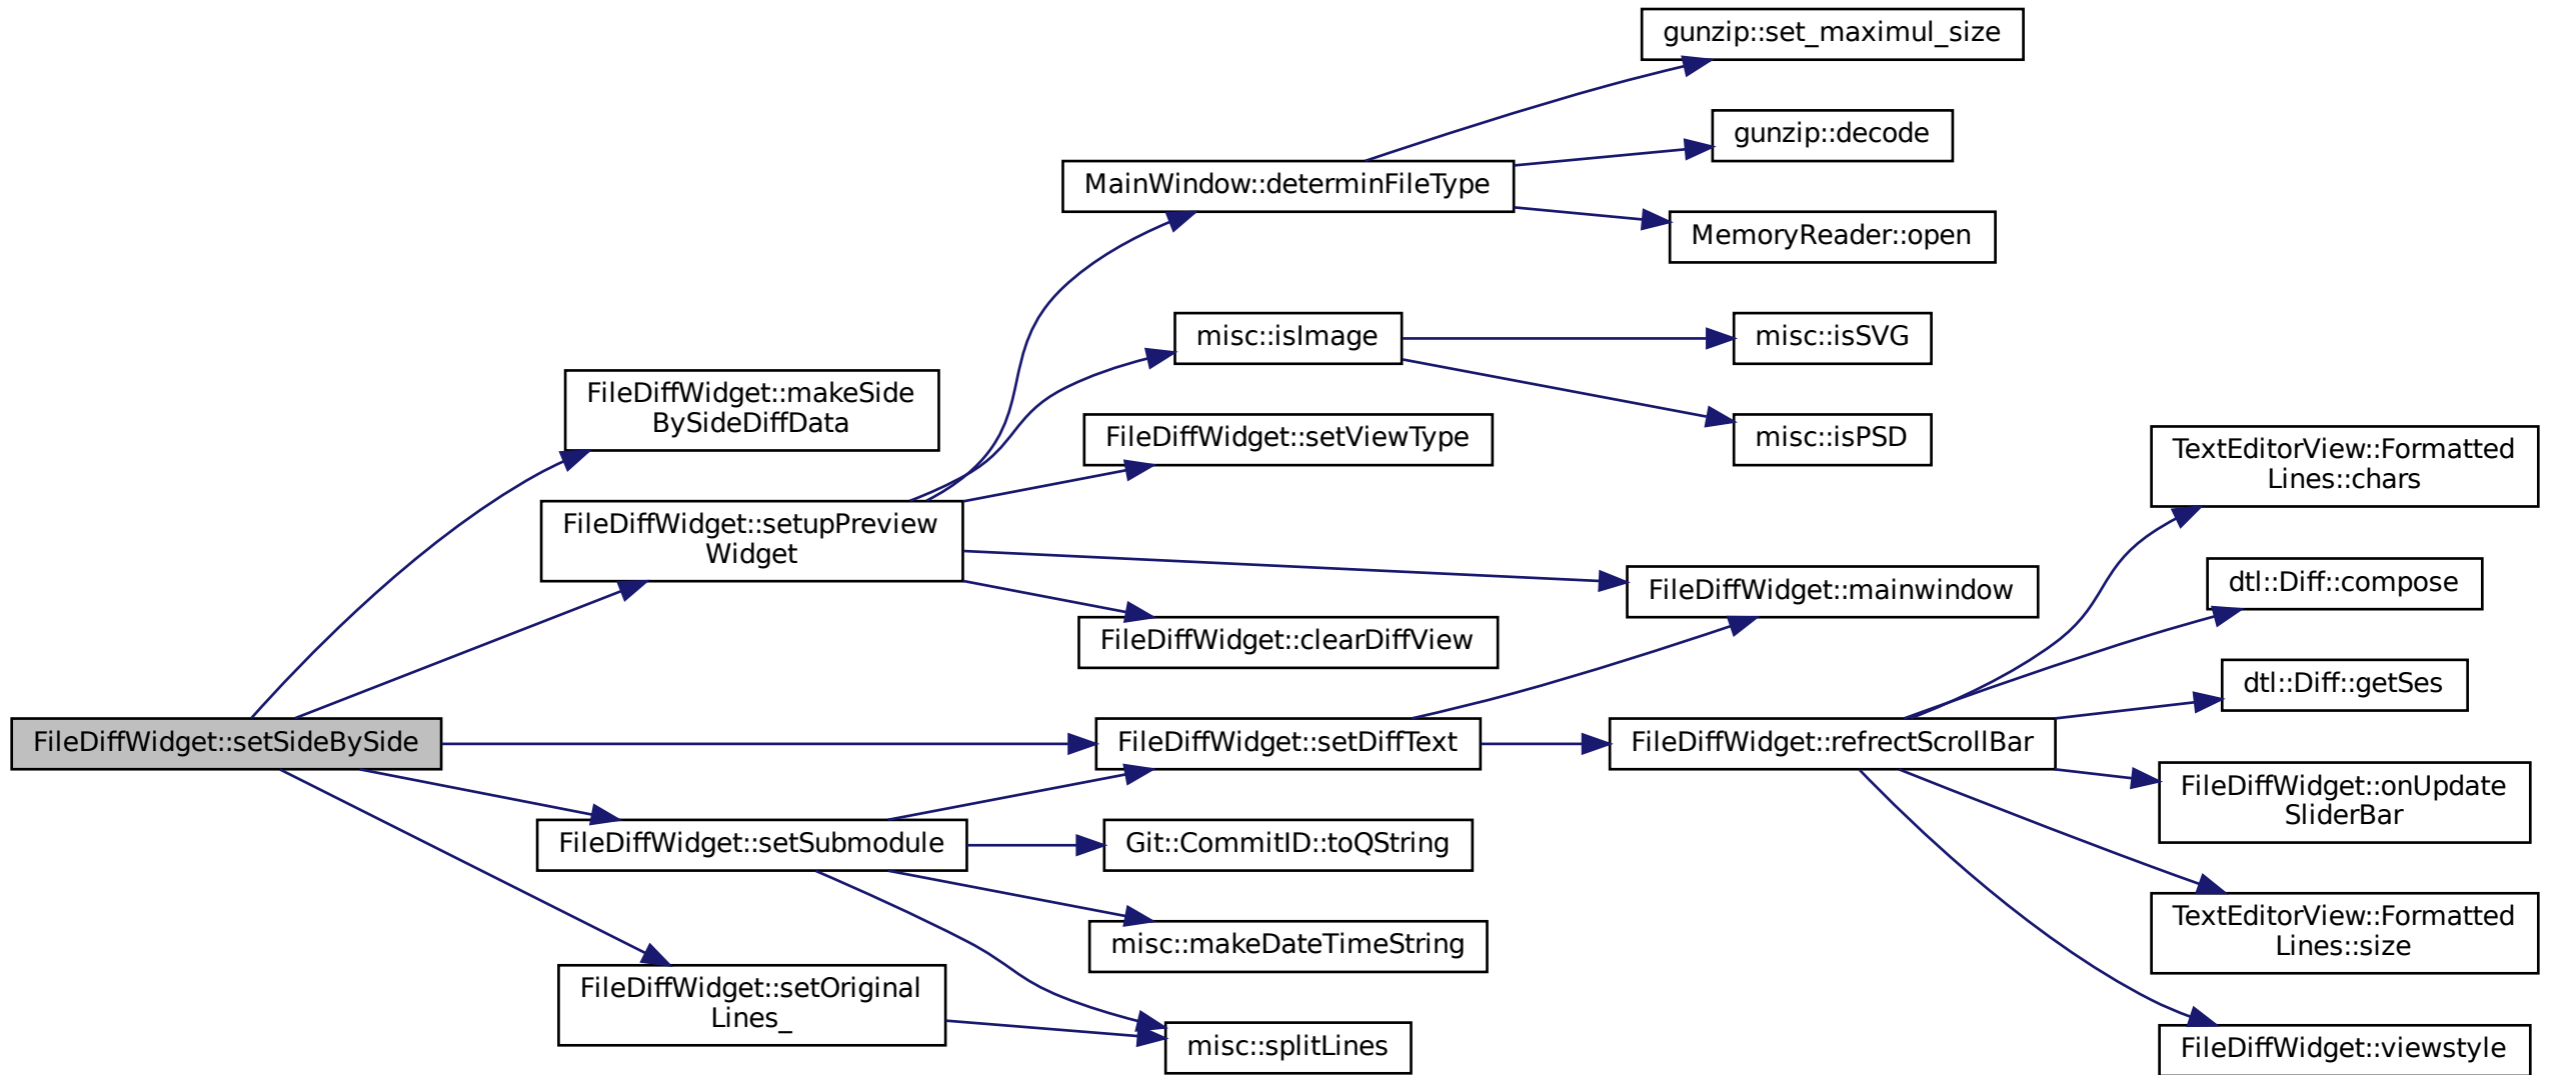 gunzip::set_maximul_size
gunzip::decode
MainWindow::determinFileType
MemoryReader::open
misc::isImage
misc::isSVG
FileDiffWidget::makeSide
BySideDiffData
FileDiffWidget::setViewType
misc::isPSD
TextEditorView::Formatted
Lines::chars
FileDiffWidget::setupPreview
Widget
FileDiffWidget::mainwindow
dtl::Diff::compose
FileDiffWidget::clearDiffView
dtl::Diff::getSes
FileDiffWidget::setSideBySide
FileDiffWidget::setDiffText
FileDiffWidget::refrectScrollBar
FileDiffWidget::onUpdate
SliderBar
FileDiffWidget::setSubmodule
Git::CommitID::toQString
misc::makeDateTimeString
TextEditorView::Formatted
Lines::size
FileDiffWidget::setOriginal
Lines_
misc::splitLines
FileDiffWidget::viewstyle